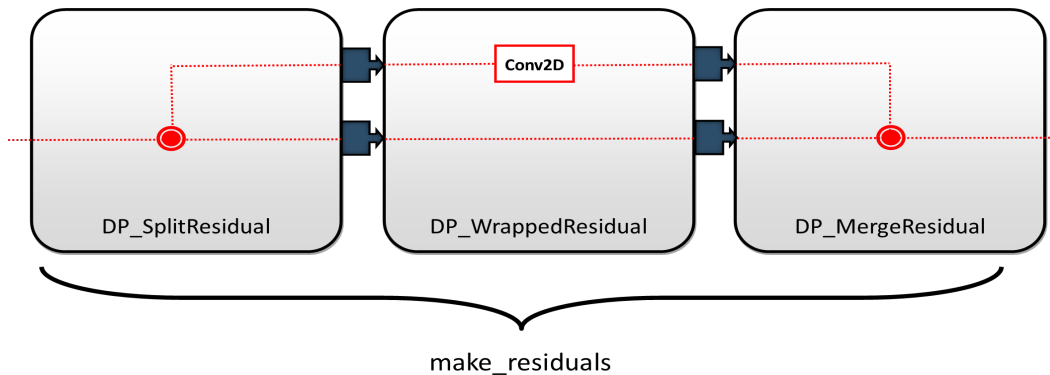 Conv2D
DP_SplitResidual
DP_WrappedResidual
DP_MergeResidual
make_residuals